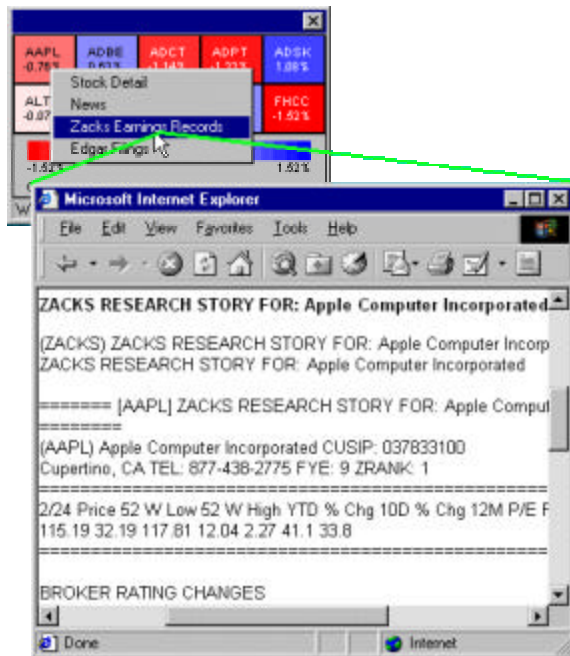 AAPL ADBE ADCT ADPT ADSK
1.08%
Stock Detail
News
FHCC
-1.52%
Zacks Earnings Records
Edgar Filings
-1.52% 1.52%
Microsoft Internet Explorer
File Edit View Favorites Tools Help
ZACKS RESEARCH STORY FOR: Apple Computer Incorporated
(ZACKS) ZACKS RESEARCH STORY FOR: Apple Computer Incorp
ZACKS RESEARCH STORY FOR: Apple Computer Incorporated
======= [AAPL] ZACKS RESEARCH STORY FOR: Apple Comput
========
(AAPL) Apple Computer Incorporated CUSIP: 037833100
Cupertino, CA TEL: 877-438-2775 FYE: 9 ZRANK: 1
2/24 Price 52 W Low 52 W High YTD % Chg 10D % Chg 12M P/E F
115.19 32.19 117.81 12.04 2.27 41.1 33.8
BROKER RATING CHANGES
Done Internet